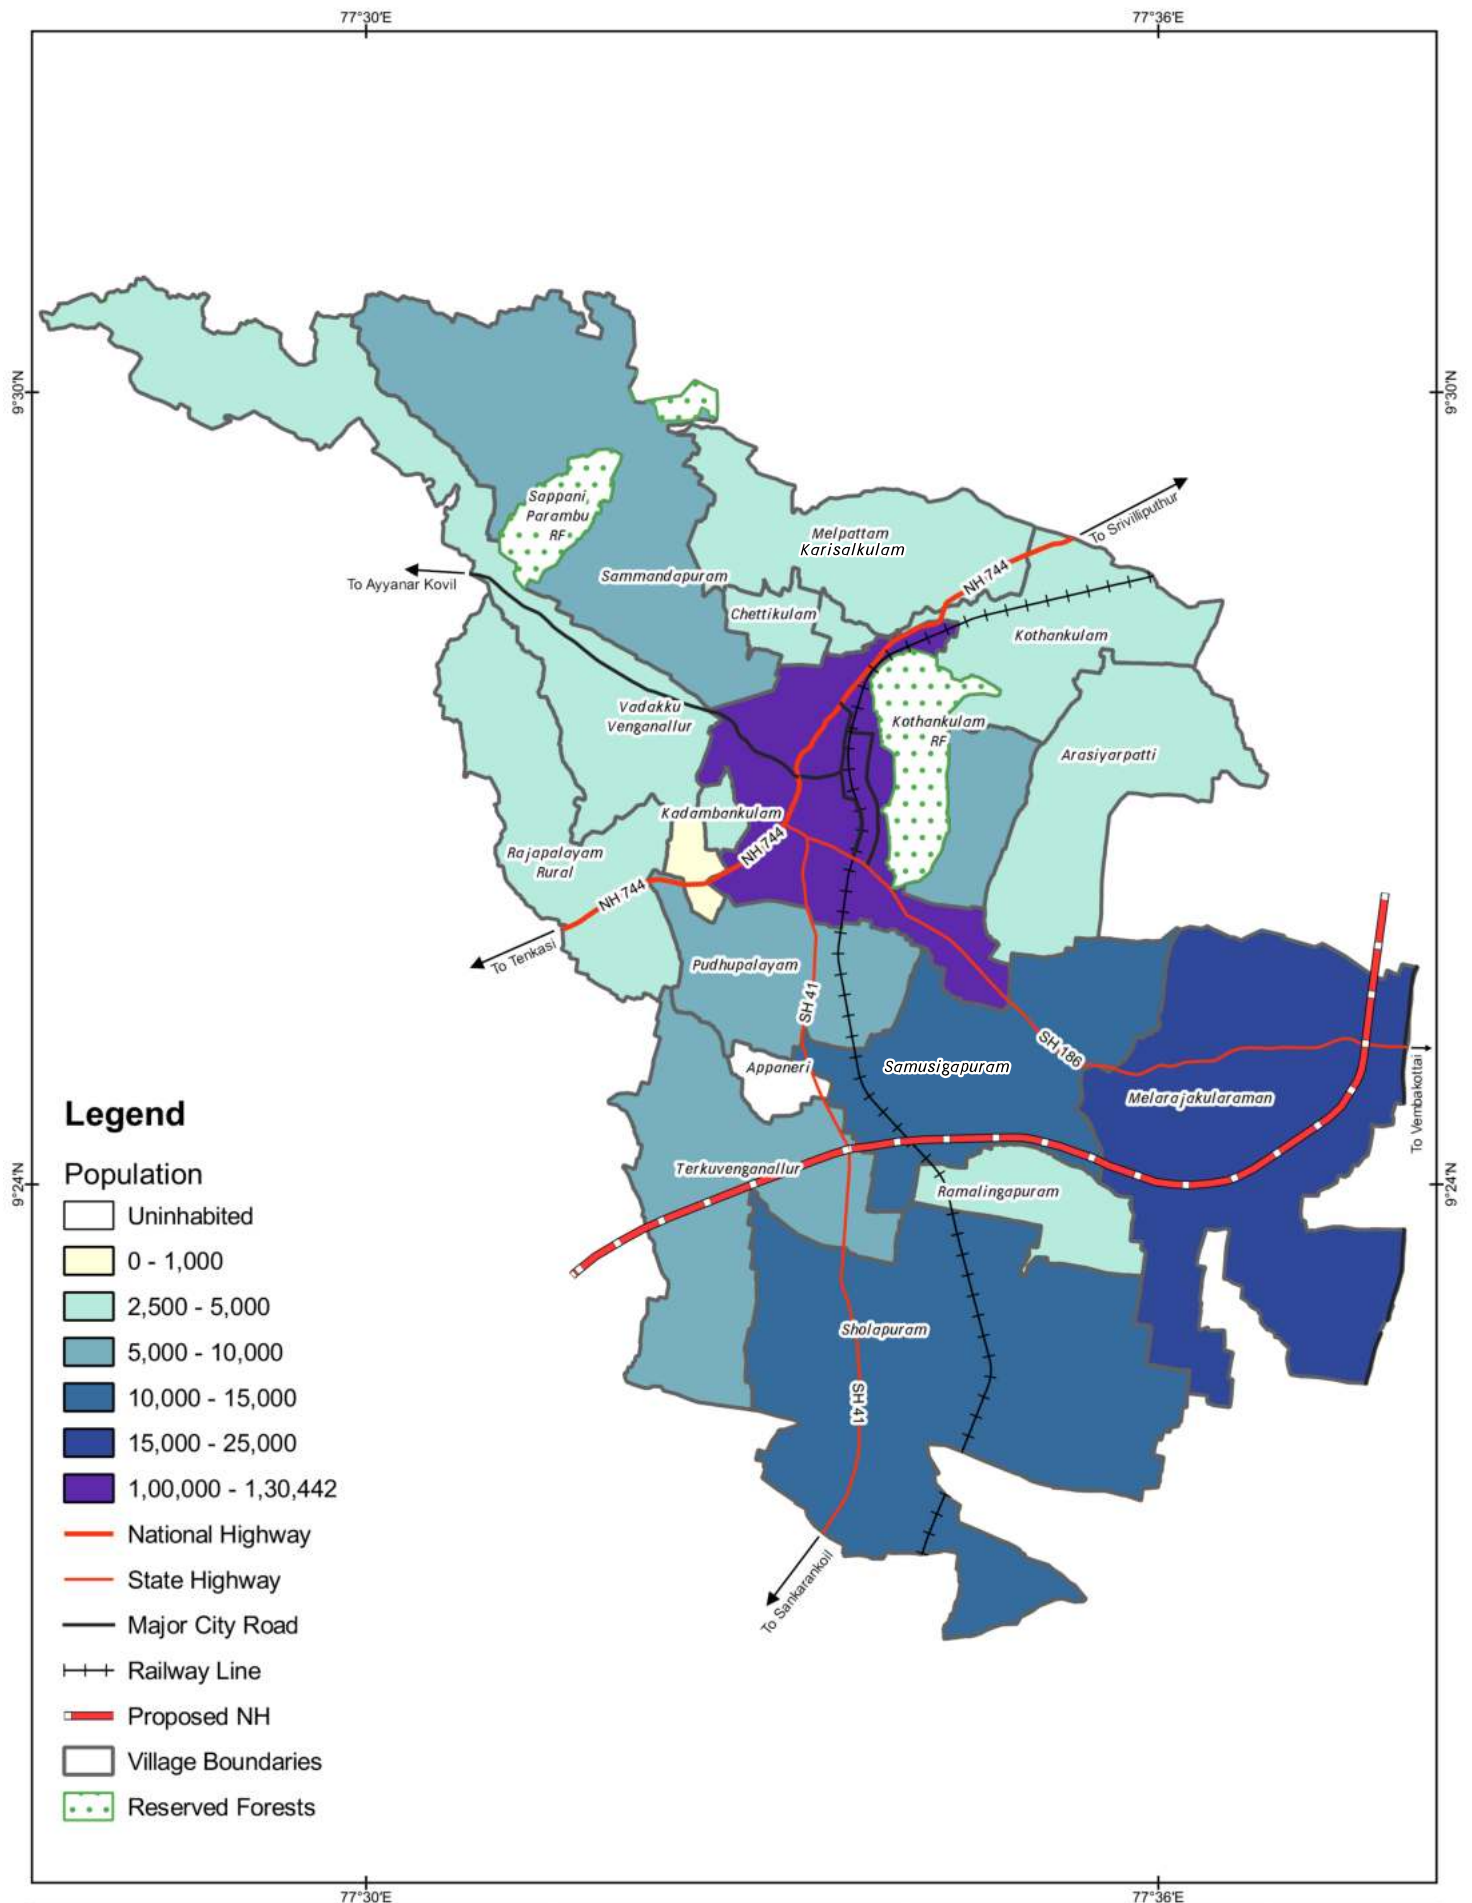 77°30'E
77°36'E
9°30'N
9°30'N
Sappani
Parambu
RF
To Srivilliputhur
Melpattam
Karisalkulam
NH 744
To Ayyanar Kovil
Sammandapuram
Chettikulam
Kothankulam
Vadakku
Venganallur
Kothankulam
RF
Arasiyarpatti
Kadambankulam
NH 744
Rajapalayam
Rural
NH 744
To Tenkasi
Pudhupalayam
SH 41
SH 186
Appaneri
Samusigapuram
Melarajakularaman
To Vembakottai
Terkuvenganallur
Ramalingapuram
9°24'N
9°24'N
Sholapuram
SH 41
To Sankarankoil
Legend
Population
Uninhabited
0 - 1,000
2,500 - 5,000
5,000 - 10,000
10,000 - 15,000
15,000 - 25,000
1,00,000 - 1,30,442
National Highway
State Highway
Major City Road
Railway Line
Proposed NH
Village Boundaries
Reserved Forests
77°30'E
77°36'E